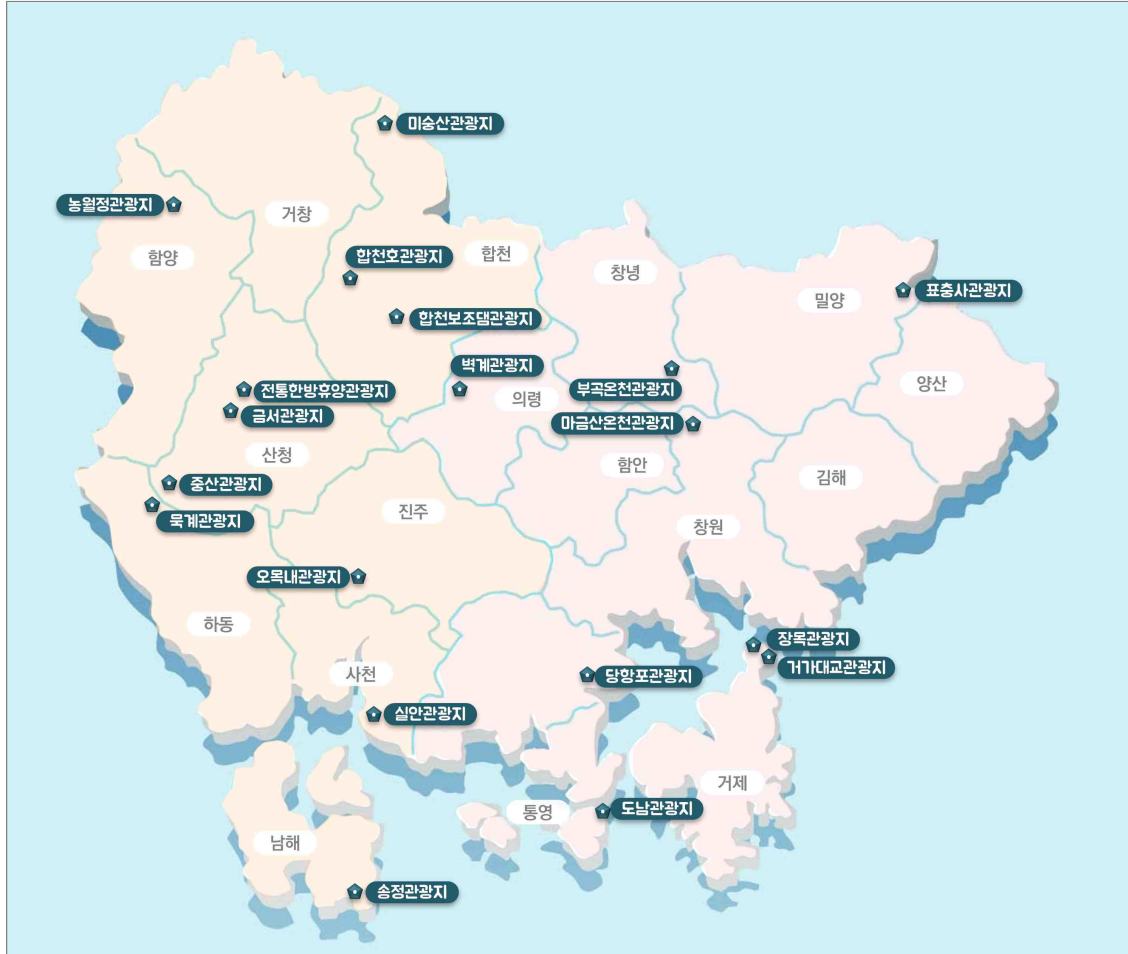 미숭산관광지
농월정관광지
거창
함양
합천호관광지
합천
창녕
밀양
표충사관광지
합천보조댐관광지
벽계관광지
부곡온천관광지
양산
전통한방휴양관광지
의령
금서관광지
마금산온천관광지
산청
함안
김해
중산관광지
묵계관광지
진주
창원
오목내관광지
하동
장목관광지
거가대교관광지
사천
당항포관광지
실안관광지
거제
통영
도남관광지
남해
송정관광지